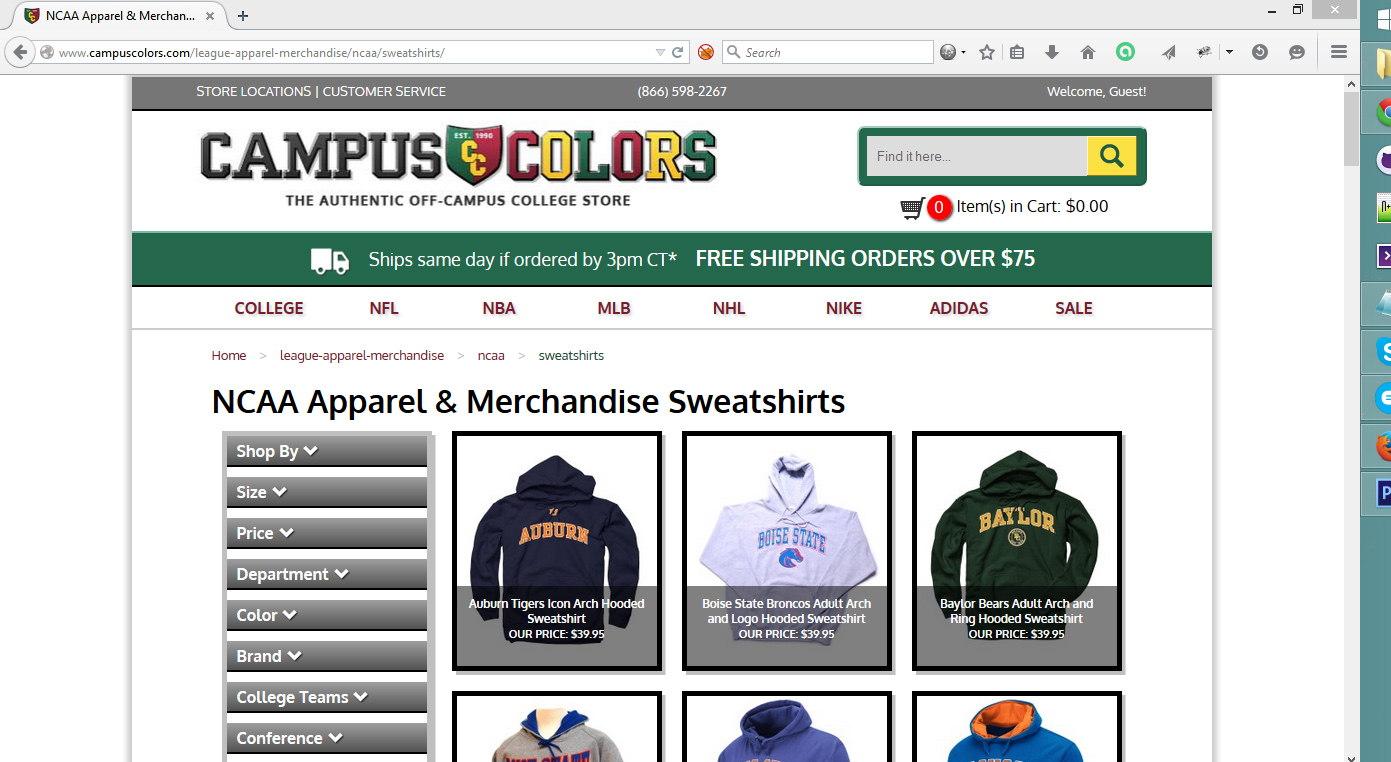 NCAA Apparel & Merchan...
www.campuscolors.com/league-apparel-merchandise/ncaa/sweatshirts/
Search
STORE LOCATIONS | CUSTOMER SERVICE
(866) 598-2267
Welcome, Guest!
CAMPUS COLORS
EST. 1990
CC
THE AUTHENTIC OFF-CAMPUS COLLEGE STORE
Find it here...
0 Item(s) in Cart: $0.00
Ships same day if ordered by 3pm CT* FREE SHIPPING ORDERS OVER $75
COLLEGE NFL NBA MLB NHL NIKE ADIDAS SALE
Home > league-apparel-merchandise > ncaa > sweatshirts
NCAA Apparel & Merchandise Sweatshirts
Shop By
Size
Price
Department
Color
Brand
College Teams
Conference
AUBURN
Auburn Tigers Icon Arch Hooded
Sweatshirt
OUR PRICE: $39.95
BOISE STATE
Boise State Broncos Adult Arch
and Logo Hooded Sweatshirt
OUR PRICE: $39.95
BAYLOR
Baylor Bears Adult Arch and
Ring Hooded Sweatshirt
OUR PRICE: $39.95